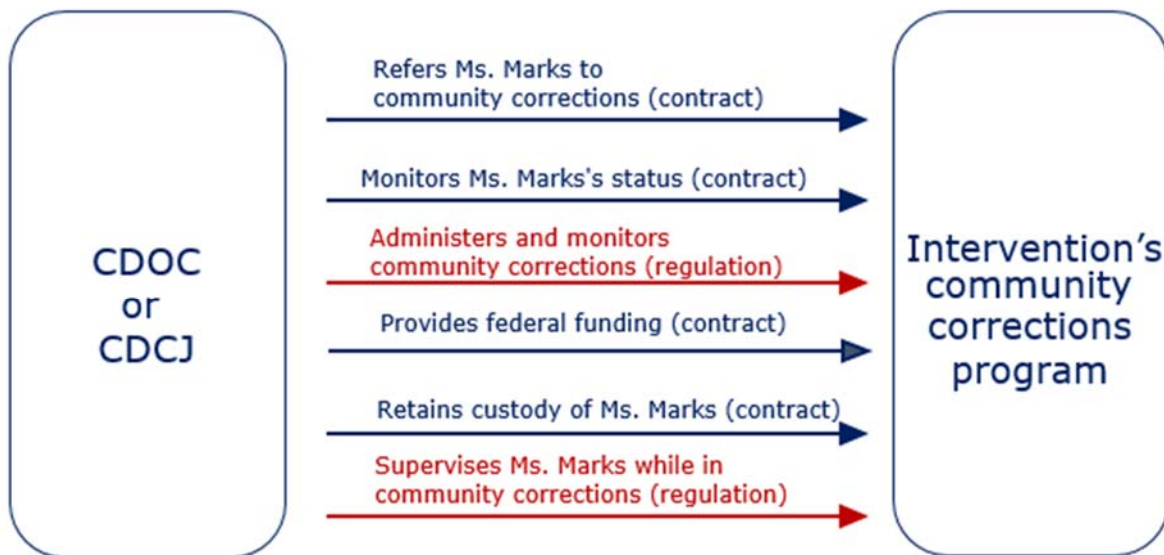 CDOC
or
CDCJ
Refers Ms. Marks to
community corrections (contract)
Monitors Ms. Marks's status (contract)
Administers and monitors
community corrections (regulation)
Provides federal funding (contract)
Retains custody of Ms. Marks (contract)
Supervises Ms. Marks while in
community corrections (regulation)
Intervention’s
community
corrections
program